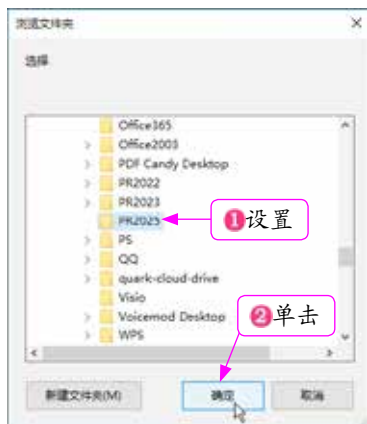 浏览文件夹
选择
Office365
Office2003
PDF Candy Desktop
PR2022
PR2023
PR2025
❶设置
PS
QQ
quark-cloud-drive
Visio
Voicemod Desktop
❷单击
WPS
新建文件夹(M)
确定
取消